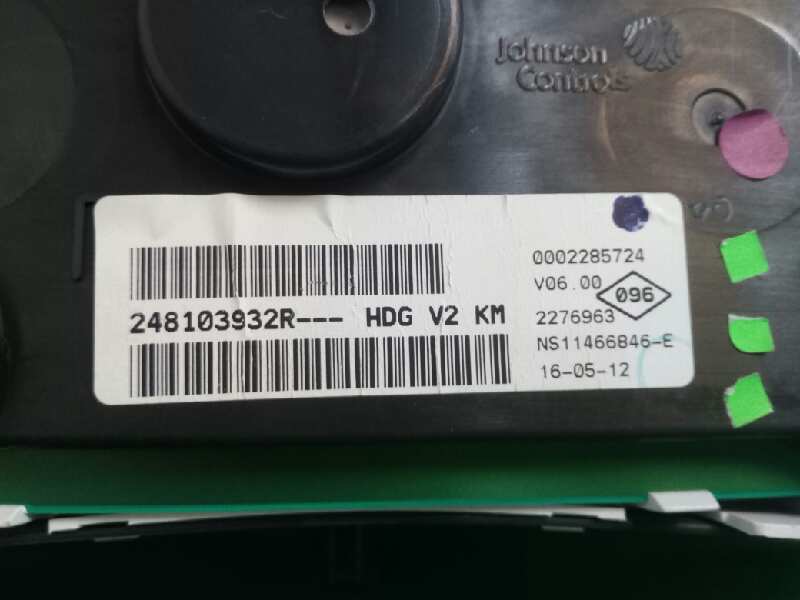 Johnson
Controls
0002285724
V06.00
096
248103932R--- HDG V2 KM
2276963
NS11466846-E
16-05-12